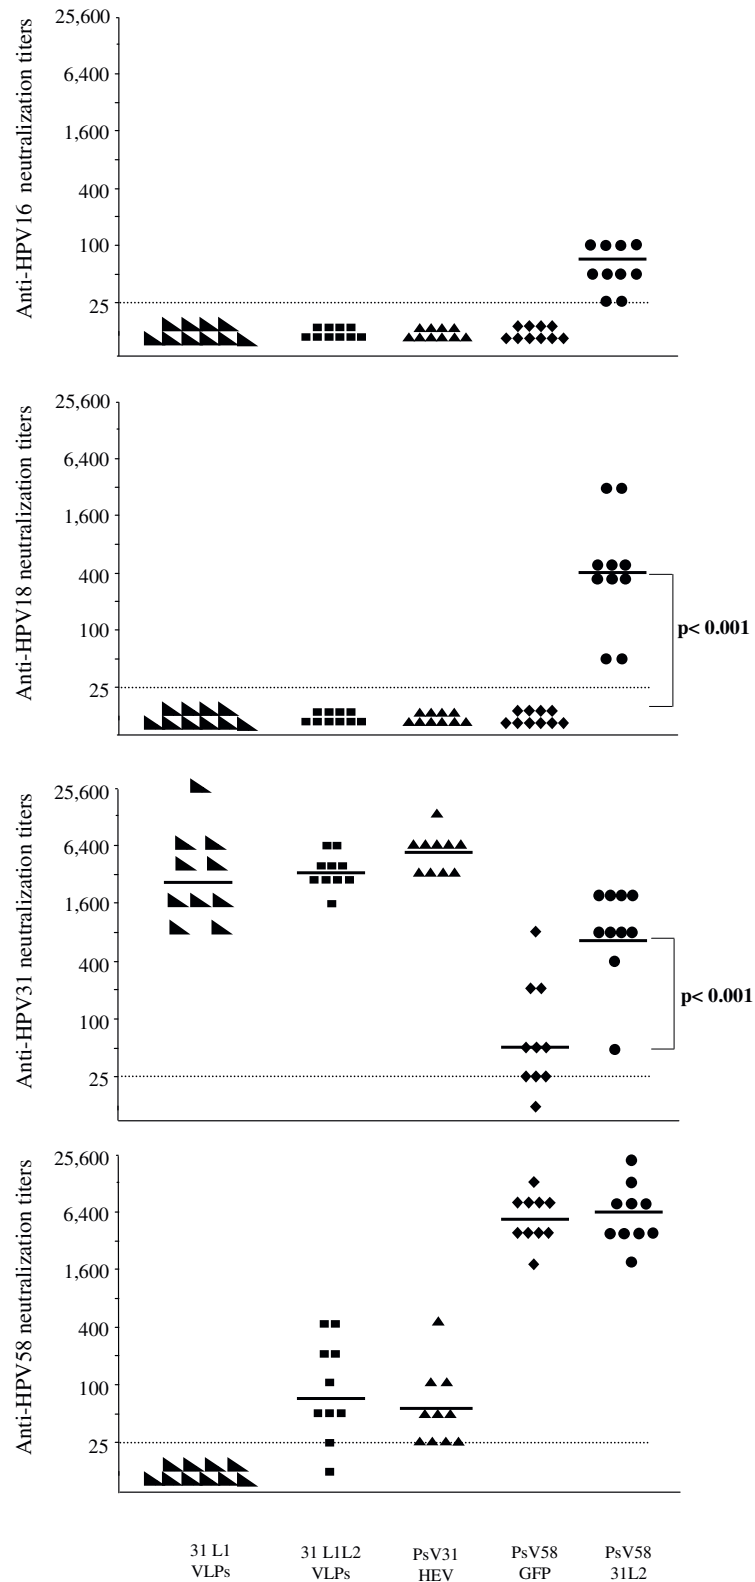 Anti-HPV16 neutralization titers
25,600
6,400
1,600
400
100
25
Anti-HPV18 neutralization titers
25,600
6,400
1,600
400
100
25
p< 0.001
Anti-HPV31 neutralization titers
25,600
6,400
1,600
400
100
25
p< 0.001
Anti-HPV58 neutralization titers
25,600
6,400
1,600
400
100
25
31 L1
VLPs
31 L1L2
VLPs
PsV31
HEV
PsV58
GFP
PsV58
31L2